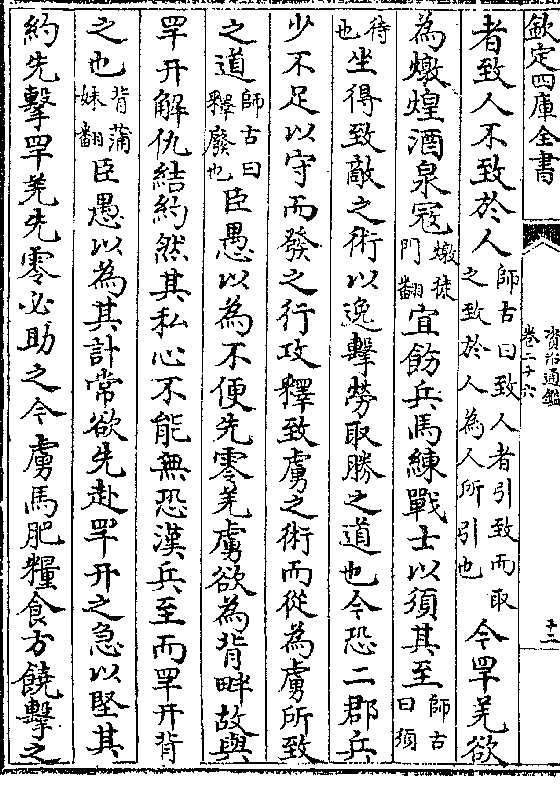 欽定四庫全書
資治通鑑
卷二十六
十二
者致人不致於人師古曰致人者引致而取之致於人為人所引也今䍐羌欲
為燉煌酒泉冦燉徒門翻宜飭兵馬練戰士以須其至師古曰須
待也坐得致敵之術以逸擊勞取勝之道也今恐二郡兵
少不足以守而發之行攻釋致虜之術而從為虜所致
之道師古曰釋廢也臣愚以為不便先零羌虜欲為背畔故與
䍐幵解仇結約然其私心不能無恐漢兵至而䍐幵背
之也背蒲妹翻臣愚以為其計常欲先赴䍐幵之急以堅其
約先擊䍐羌先零必助之今虜馬肥糧食方饒擊之